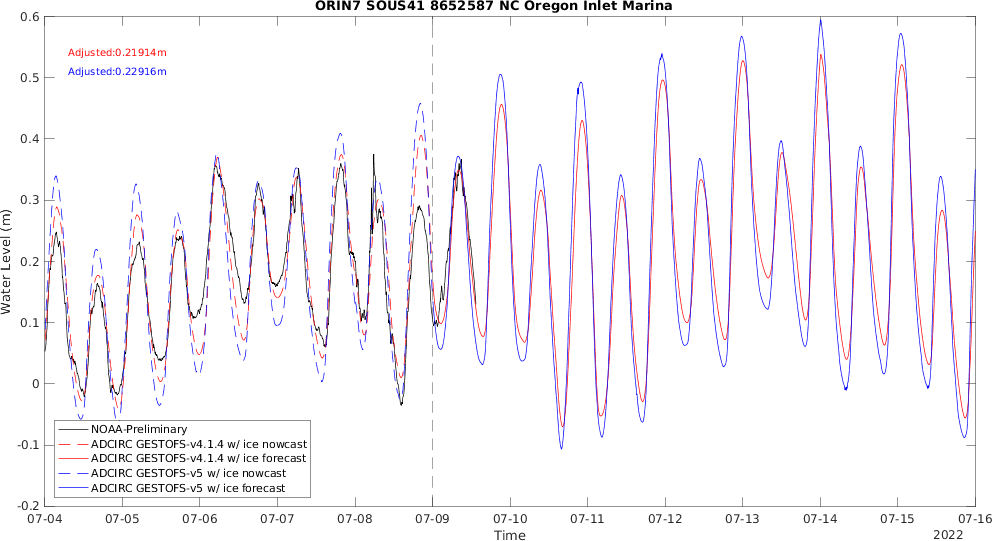 ORIN7 SOUS41 8652587 NC Oregon Inlet Marina
0.6
0.5
0.4
0.3
0.2
0.1
0
-0.1
-0.2
Water Level (m)
Adjusted:0.21914m
Adjusted:0.22916m
NOAA-Preliminary
ADCIRC GESTOFS-v4.1.4 w/ ice nowcast
ADCIRC GESTOFS-v4.1.4 w/ ice forecast
ADCIRC GESTOFS-v5 w/ ice nowcast
ADCIRC GESTOFS-v5 w/ ice forecast
07-04 07-05 07-06 07-07 07-08 07-09 07-10 07-11 07-12 07-13 07-14 07-15 07-16
Time
2022